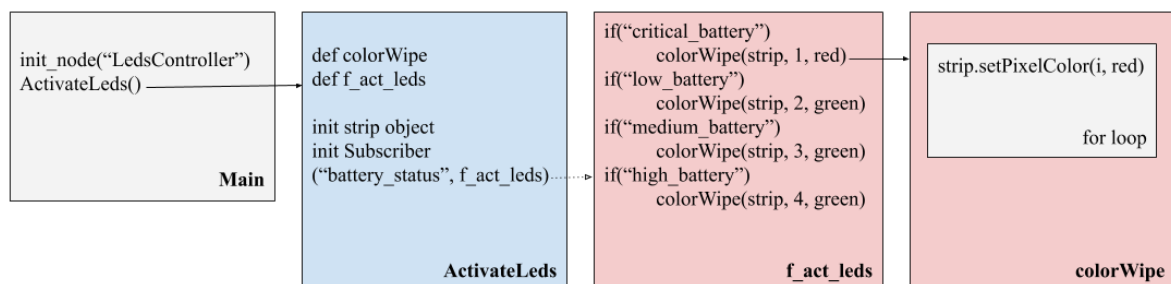 init_node(“LedsController”)
ActivateLeds()
Main
def colorWipe
def f_act_leds
init strip object
init Subscriber
(“battery_status”, f_act_leds)
ActivateLeds
if(“critical_battery”)
colorWipe(strip, 1, red)
if(“low_battery”)
colorWipe(strip, 2, green)
if(“medium_battery”)
colorWipe(strip, 3, green)
if(“high_battery”)
colorWipe(strip, 4, green)
f_act_leds
strip.setPixelColor(i, red)
for loop
colorWipe